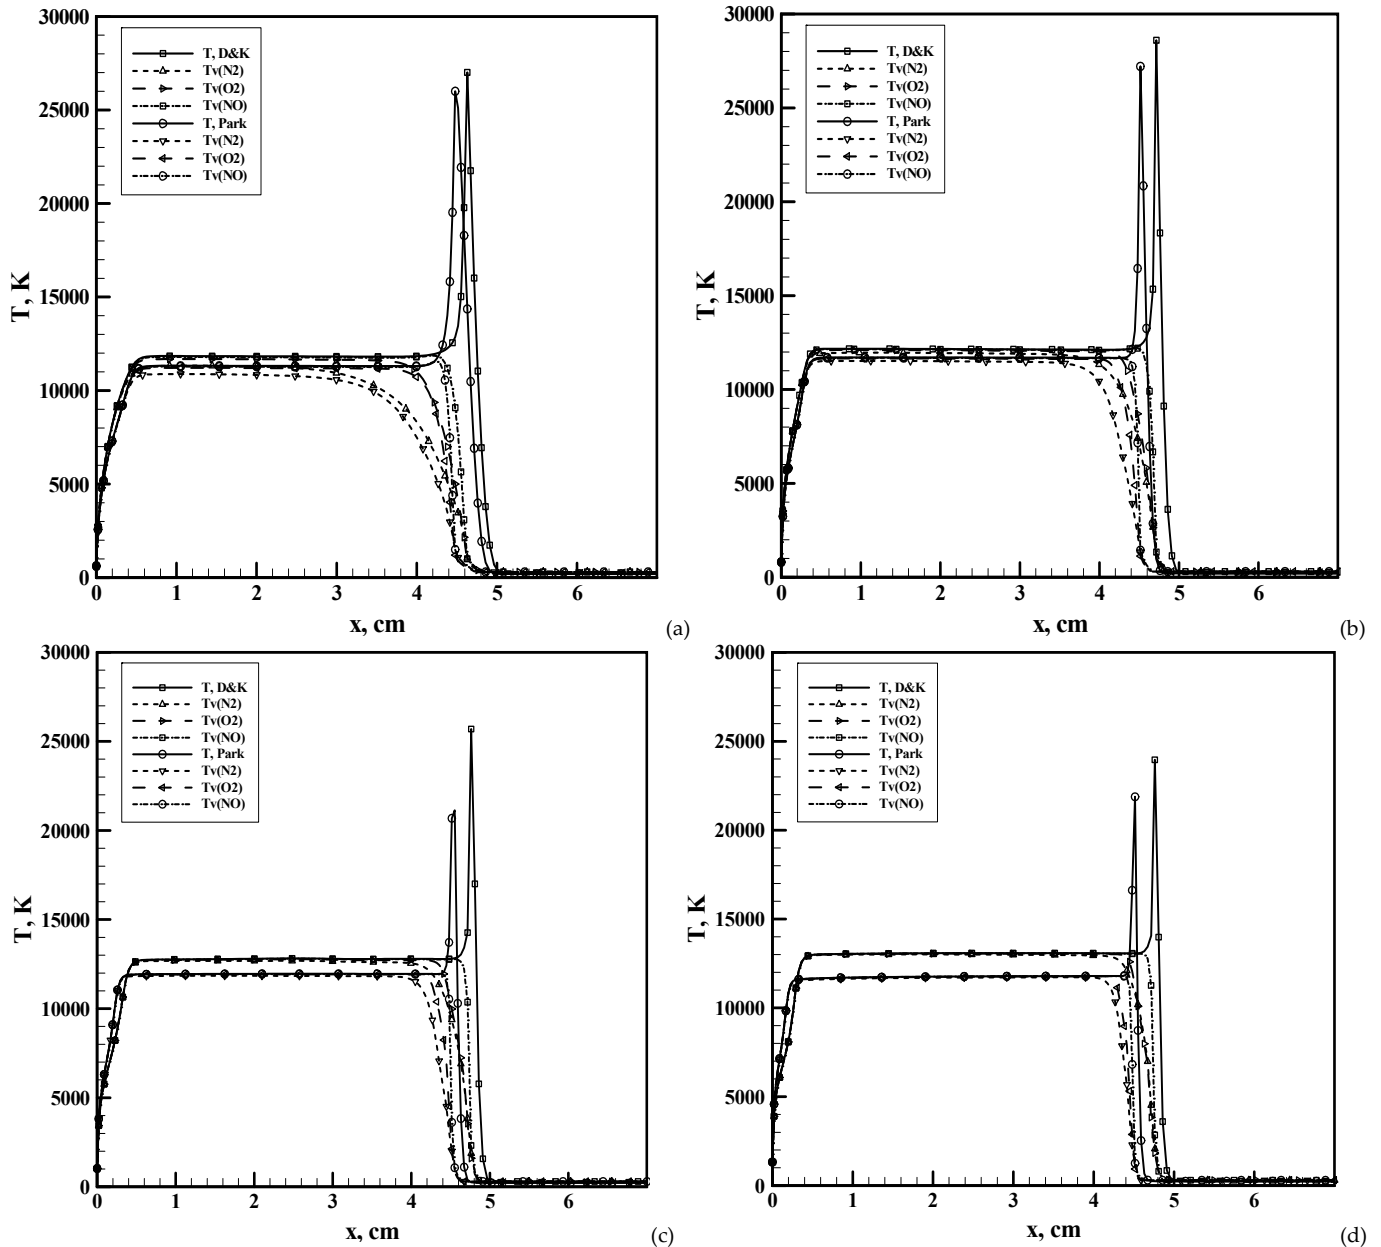 30000
25000
20000
15000
10000
5000
0
T, K
T, D&K
Tv(N2)
Tv(O2)
Tv(NO)
T, Park
Tv(N2)
Tv(O2)
Tv(NO)
0 1 2 3 4 5 6
x, cm
(a)
30000
25000
20000
15000
10000
5000
0
T, K
T, D&K
Tv(N2)
Tv(O2)
Tv(NO)
T, Park
Tv(N2)
Tv(O2)
Tv(NO)
0 1 2 3 4 5 6
x, cm
(b)
30000
25000
20000
15000
10000
5000
0
T, K
T, D&K
Tv(N2)
Tv(O2)
Tv(NO)
T, Park
Tv(N2)
Tv(O2)
Tv(NO)
0 1 2 3 4 5 6
x, cm
(c)
30000
25000
20000
15000
10000
5000
0
T, K
T, D&K
Tv(N2)
Tv(O2)
Tv(NO)
T, Park
Tv(N2)
Tv(O2)
Tv(NO)
0 1 2 3 4 5 6
x, cm
(d)